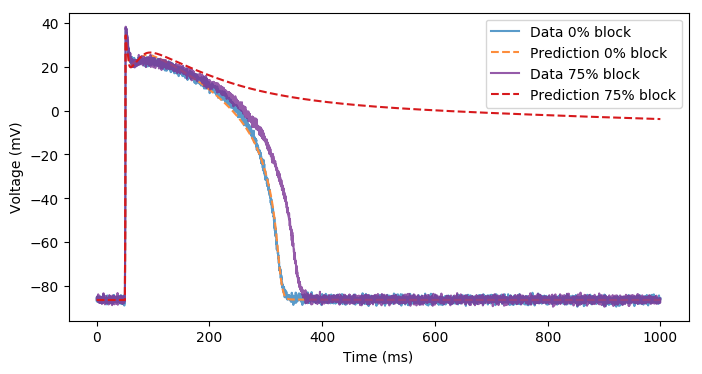 40
20
0
−20
−40
−60
−80
Voltage (mV)
Data 0% block
Prediction 0% block
Data 75% block
Prediction 75% block
0
200
400
600
800
1000
Time (ms)